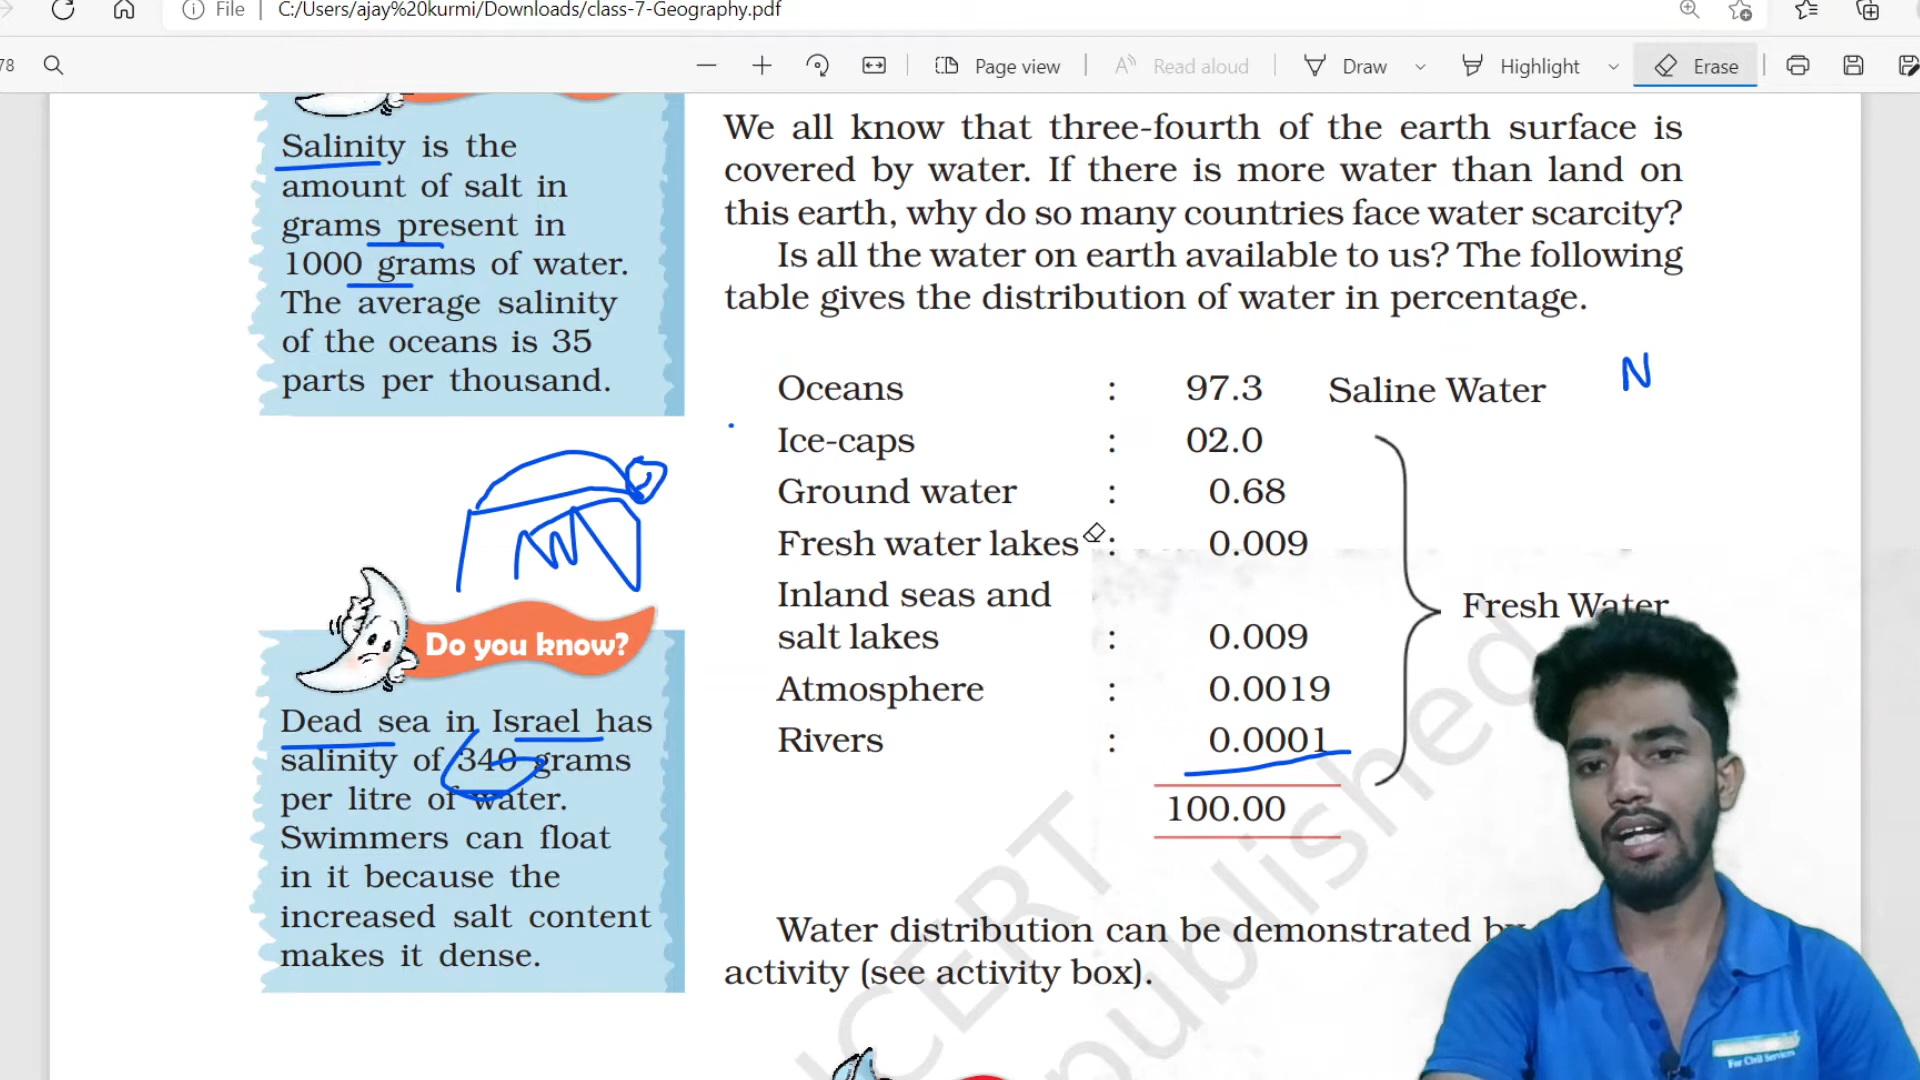 File | C:/Users/ajay%20kurmi/Downloads/class-7-Geography.pdf
78
Page view
Read aloud
Draw
Highlight
Erase
Salinity is the
amount of salt in
grams present in
1000 grams of water.
The average salinity
of the oceans is 35
parts per thousand.
Do you know?
Dead sea in Israel has
salinity of 340 grams
per litre of water.
Swimmers can float
in it because the
increased salt content
makes it dense.
We all know that three-fourth of the earth surface is
covered by water. If there is more water than land on
this earth, why do so many countries face water scarcity?
Is all the water on earth available to us? The following
table gives the distribution of water in percentage.
Oceans : 97.3 Saline Water N
Ice-caps : 02.0
Ground water : 0.68
Fresh water lakes : 0.009
Inland seas and
salt lakes : 0.009
Fresh Water
Atmosphere : 0.0019
Rivers : 0.0001
100.00
Water distribution can be demonstrated by
activity (see activity box).
NCERT
published
For Civil Services